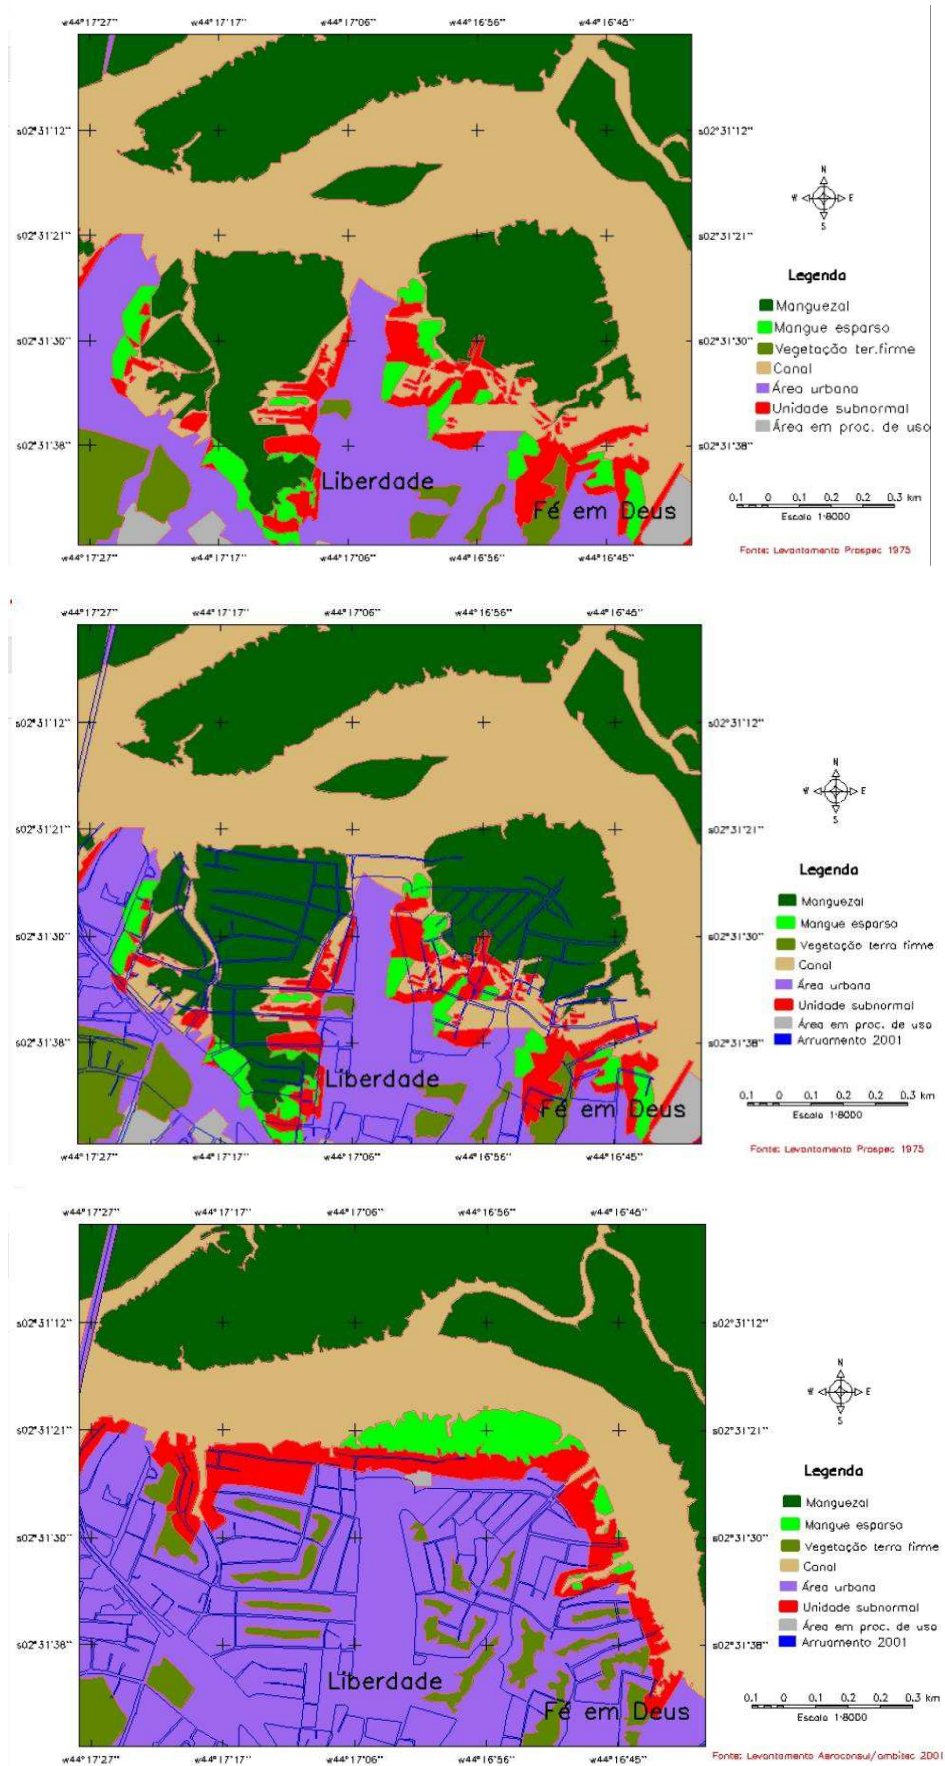 w44°17'27'' w44°17'17'' w44°17'06'' w44°16'56'' w44°16'45''
s02°31'12'' s02°31'12''
N
W E
S
s02°31'21'' s02°31'21''
Legenda
Manguezal
Mangue esparso
s02°31'30'' s02°31'30''
Vegetação ter.firme
Canal
Área urbana
Unidade subnormal
Área em proc. de uso
s02°31'38'' s02°31'38''
Liberdade
Fé em Deus
0.1 0 0.1 0.2 0.2 0.3 km
Escala 1:8000
w44°17'27'' w44°17'17'' w44°17'06'' w44°16'56'' w44°16'45''
Fonte: Levantamento Prospec 1975
w44°17'27'' w44°17'17'' w44°17'06'' w44°16'56'' w44°16'45''
s02°31'12'' s02°31'12''
N
W E
S
s02°31'21'' s02°31'21''
Legenda
Manguezal
Mangue esparsa
s02°31'30'' s02°31'30''
Vegetação terra firme
Canal
Área urbana
Unidade subnormal
Área em proc. de uso
Arruamento 2001
s02°31'38'' s02°31'38''
Liberdade
Fé em Deus
0.1 0 0.1 0.2 0.2 0.3 km
Escala 1:8000
w44°17'27'' w44°17'17'' w44°17'06'' w44°16'56'' w44°16'45''
Fonte: Levantamento Prospec 1975
w44°17'27'' w44°17'17'' w44°17'06'' w44°16'56'' w44°16'45''
s02°31'12'' s02°31'12''
N
W E
S
s02°31'21'' s02°31'21''
Legenda
Manguezal
Mangue esparsa
s02°31'30'' s02°31'30''
Vegetação terra firme
Canal
Área urbana
Unidade subnormal
Área em proc. de uso
Arruamento 2001
s02°31'38'' s02°31'38''
Liberdade
Fé em Deus
0.1 0 0.1 0.2 0.2 0.3 km
Escala 1:8000
w44°17'27'' w44°17'17'' w44°17'06'' w44°16'56'' w44°16'45''
Fonte: Levantamento Aeroconsul/ambitec 2001